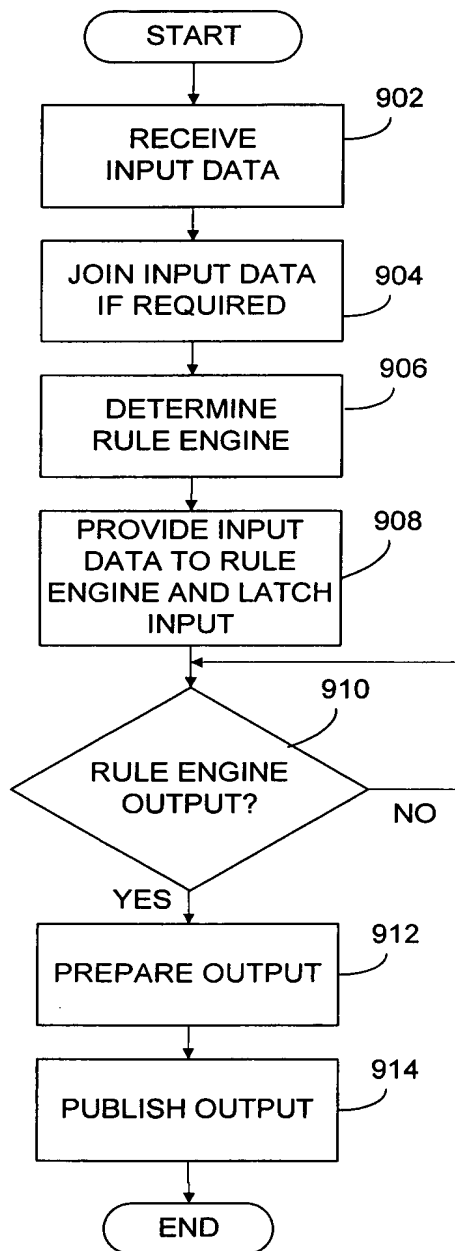 START
902
RECEIVE
INPUT DATA
JOIN INPUT DATA
IF REQUIRED
904
906
DETERMINE
RULE ENGINE
PROVIDE INPUT
DATA TO RULE
ENGINE AND LATCH
INPUT
908
910
RULE ENGINE
OUTPUT?
NO
YES
912
PREPARE OUTPUT
914
PUBLISH OUTPUT
END